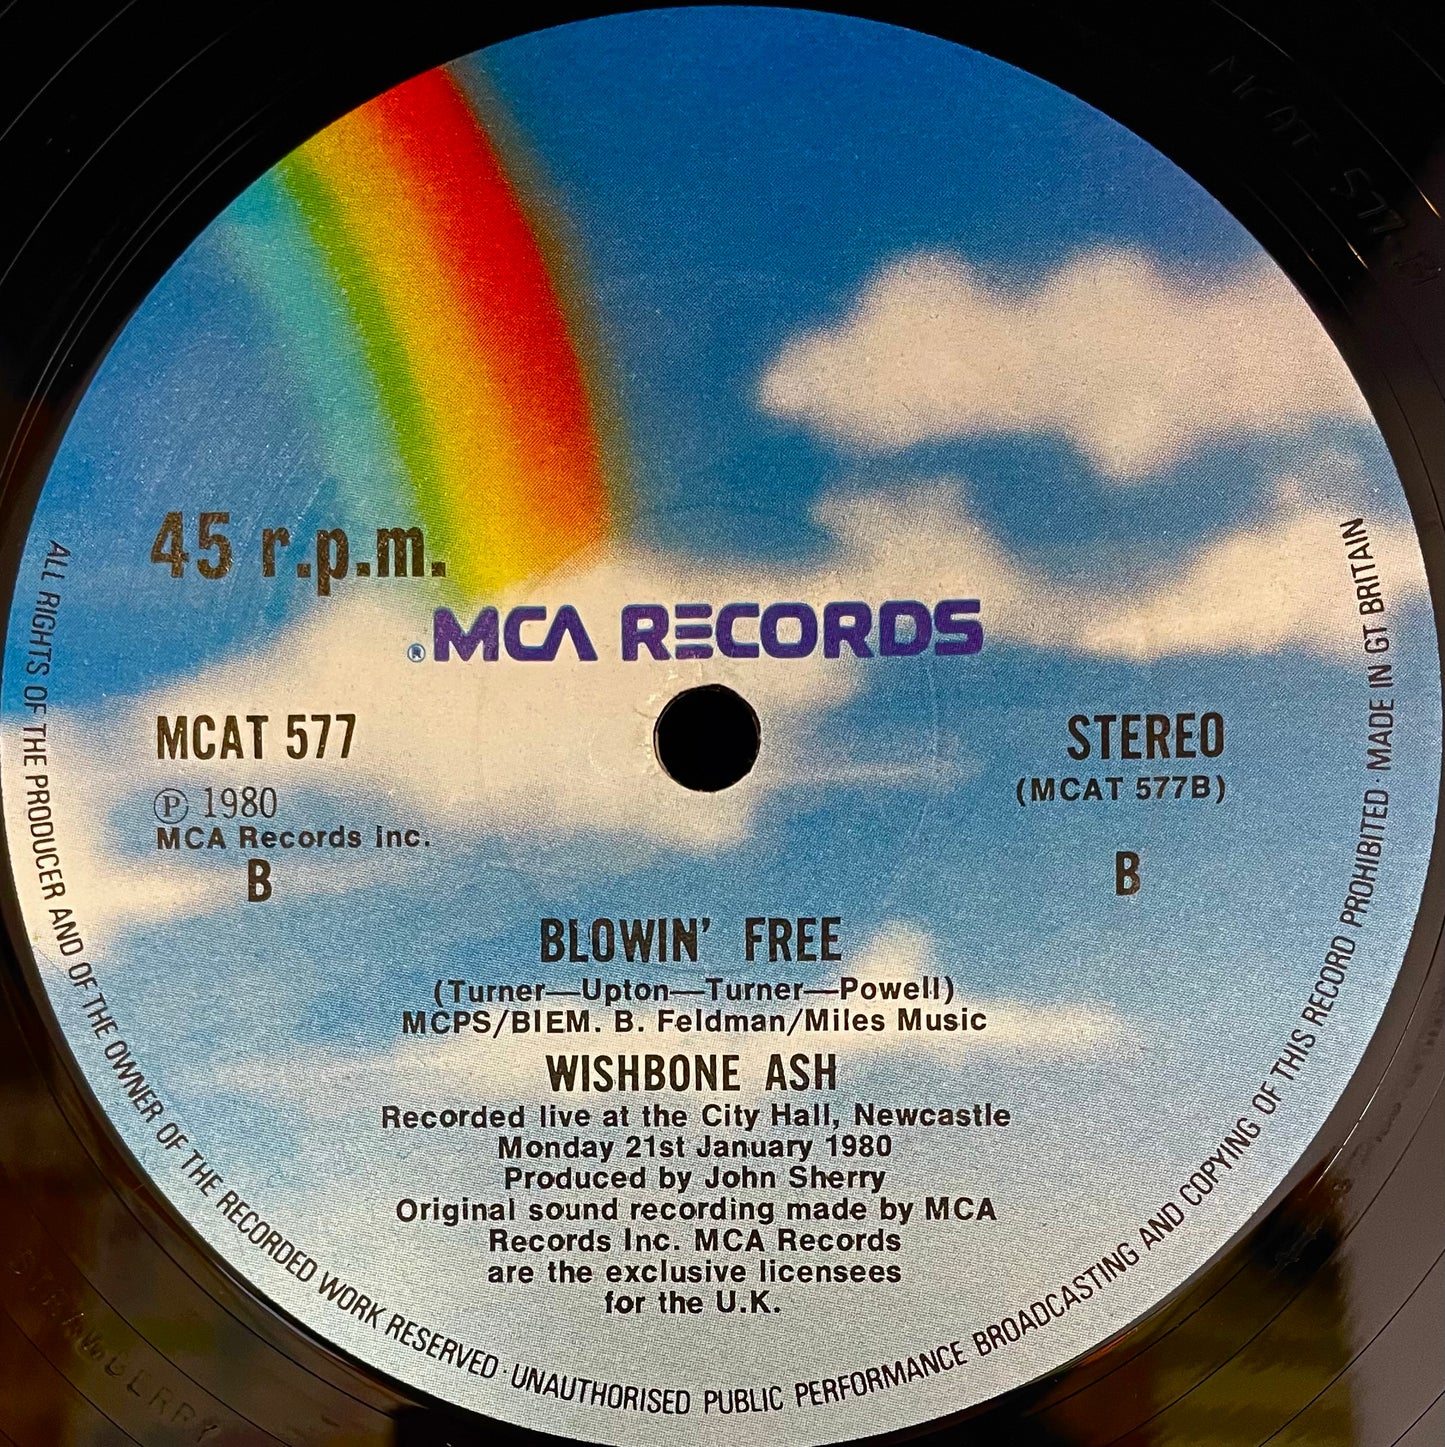 45 r.p.m.
® MCA RECORDS
MCAT 577
STEREO
(MCAT 577B)
Ⓟ 1980
MCA Records Inc.
B
B
BLOWIN' FREE
(Turner—Upton—Turner—Powell)
MCPS/BIEM. B. Feldman/Miles Music
WISHBONE ASH
Recorded live at the City Hall, Newcastle
Monday 21st January 1980
Produced by John Sherry
Original sound recording made by MCA
Records Inc. MCA Records
are the exclusive licensees
for the U.K.
ALL RIGHTS OF THE PRODUCER AND OF THE OWNER OF THE RECORDED WORK RESERVED · UNAUTHORISED PUBLIC PERFORMANCE BROADCASTING AND COPYING OF THIS RECORD PROHIBITED · MADE IN GT BRITAIN
MCAT 577
STRAWBERRY